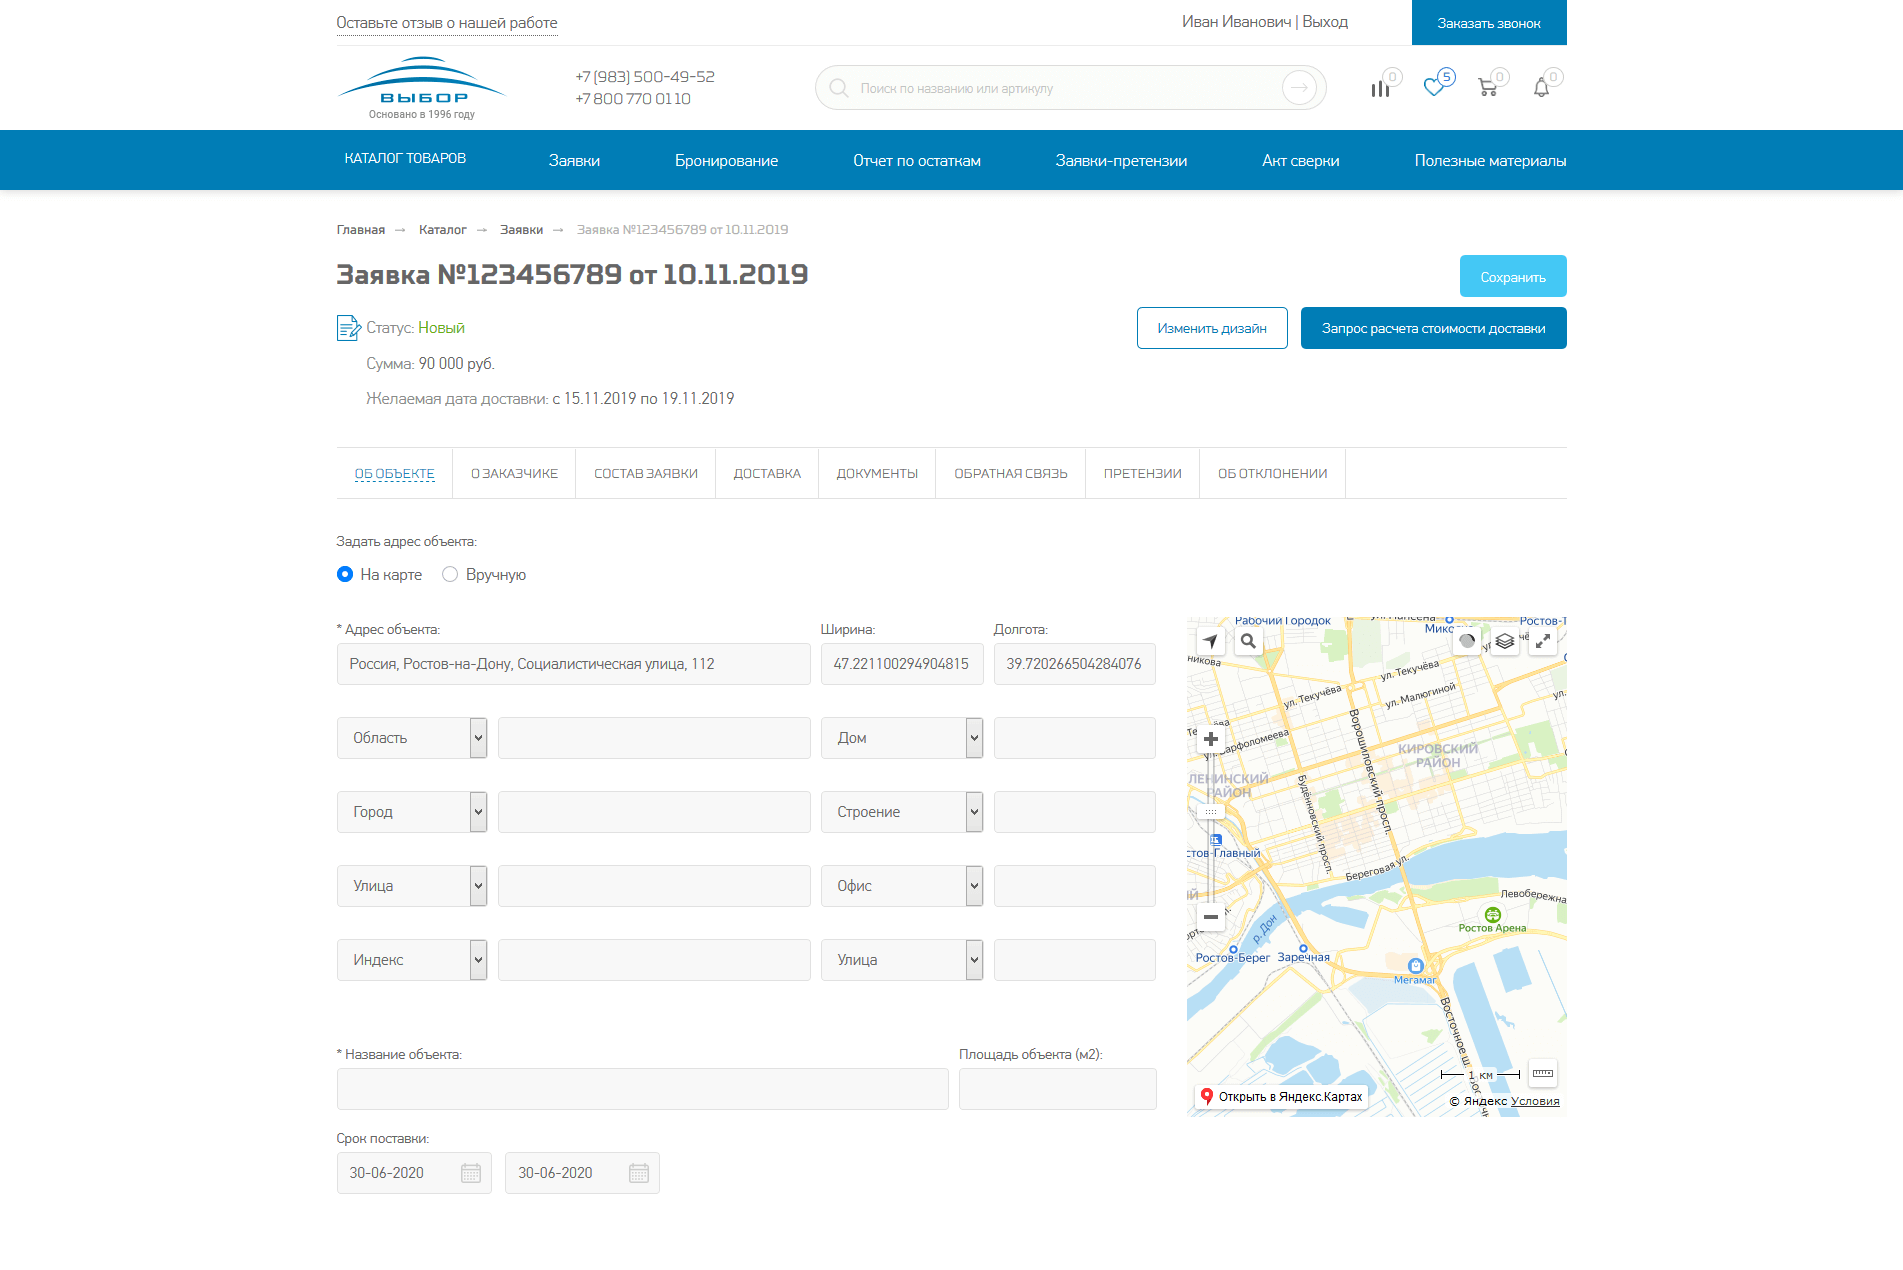 Оставьте отзыв о нашей работе
Иван Иванович | Выход
Заказать звонок
ВЫБОР
Основано в 1996 году
+7 (983) 500-49-52
+7 800 770 01 10
Поиск по названию или артикулу
0
5
0
0
КАТАЛОГ ТОВАРОВ
Заявки
Бронирование
Отчет по остаткам
Заявки-претензии
Акт сверки
Полезные материалы
Главная → Каталог → Заявки → Заявка №123456789 от 10.11.2019
Заявка №123456789 от 10.11.2019
Сохранить
Статус: Новый
Изменить дизайн
Запрос расчета стоимости доставки
Сумма: 90 000 руб.
Желаемая дата доставки: с 15.11.2019 по 19.11.2019
ОБ ОБЪЕКТЕ
О ЗАКАЗЧИКЕ
СОСТАВ ЗАЯВКИ
ДОСТАВКА
ДОКУМЕНТЫ
ОБРАТНАЯ СВЯЗЬ
ПРЕТЕНЗИИ
ОБ ОТКЛОНЕНИИ
Задать адрес объекта:
На карте
Вручную
* Адрес объекта:
Ширина:
Долгота:
Россия, Ростов-на-Дону, Социалистическая улица, 112
47.221100294904815
39.720266504284076
Область
Дом
Город
Строение
Улица
Офис
Индекс
Улица
* Название объекта:
Площадь объекта (м2):
Срок поставки:
30-06-2020
30-06-2020
Рабочий Городок
ул. Текучёва
ул. Текучёва
ул. Малюгиной
Ворошиловский просп.
КИРОВСКИЙ
РАЙОН
ЛЕНИНСКИЙ
РАЙОН
Будённовский просп.
стов-Главный
Береговая ул.
Левобережна
Ростов Арена
р. Дон
Ростов-Берег
Заречная
Мегамаг
Восточное ш.
1 км
Открыть в Яндекс.Картах
© Яндекс Условия